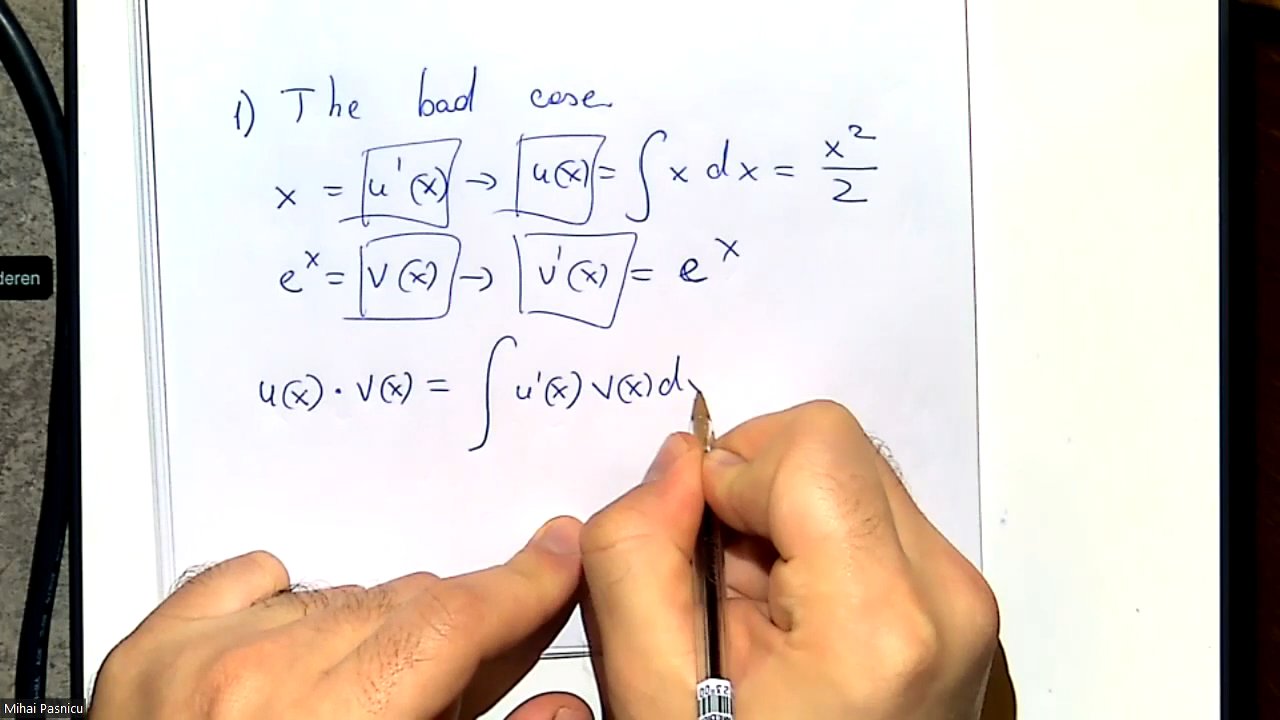 1) The bad case
x = u'(x) → u(x) = ∫ x dx = x²/2
eˣ = v(x) → v'(x) = eˣ
u(x) · v(x) = ∫ u'(x) v(x) d
deren
Mihai Pasnicu